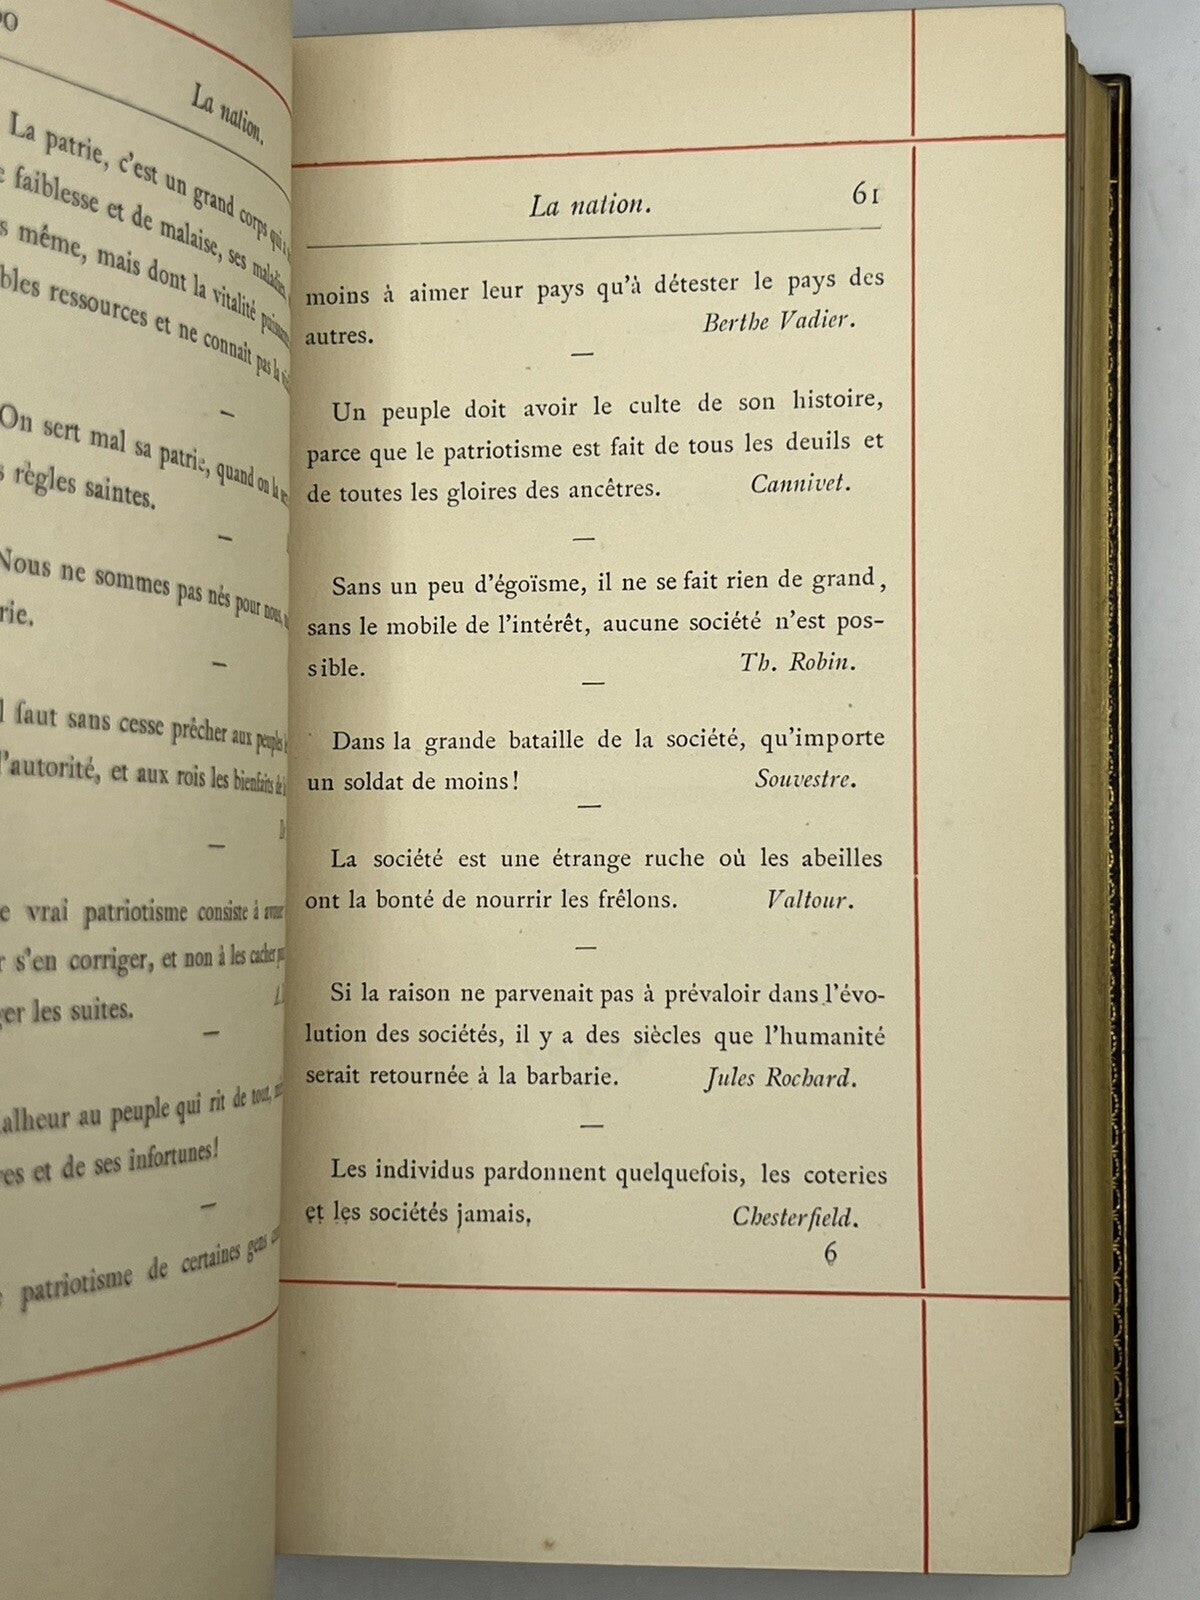 La nation.
La patrie, c'est un grand corps qui a
faiblesse et de malaise, ses maladies,
même, mais dont la vitalité puissante
ressources et ne connait pas la
—
On sert mal sa patrie, quand on la
règles saintes.
—
Nous ne sommes pas nés pour nous,
—
faut sans cesse prêcher aux peuples
l'autorité, et aux rois les bienfaits de
—
vrai patriotisme consiste à
s'en corriger, et non à les cacher
les suites.
—
au peuple qui rit de tout,
et de ses infortunes!
—
patriotisme de certaines gens
La nation. 61
moins à aimer leur pays qu'à détester le pays des
autres. Berthe Vadier.
—
Un peuple doit avoir le culte de son histoire,
parce que le patriotisme est fait de tous les deuils et
de toutes les gloires des ancêtres. Cannivet.
—
Sans un peu d'égoïsme, il ne se fait rien de grand,
sans le mobile de l'intérêt, aucune société n'est pos-
sible. Th. Robin.
—
Dans la grande bataille de la société, qu'importe
un soldat de moins! Souvestre.
—
La société est une étrange ruche où les abeilles
ont la bonté de nourrir les frêlons. Valtour.
—
Si la raison ne parvenait pas à prévaloir dans l'évo-
lution des sociétés, il y a des siècles que l'humanité
serait retournée à la barbarie. Jules Rochard.
—
Les individus pardonnent quelquefois, les coteries
et les sociétés jamais. Chesterfield.
6